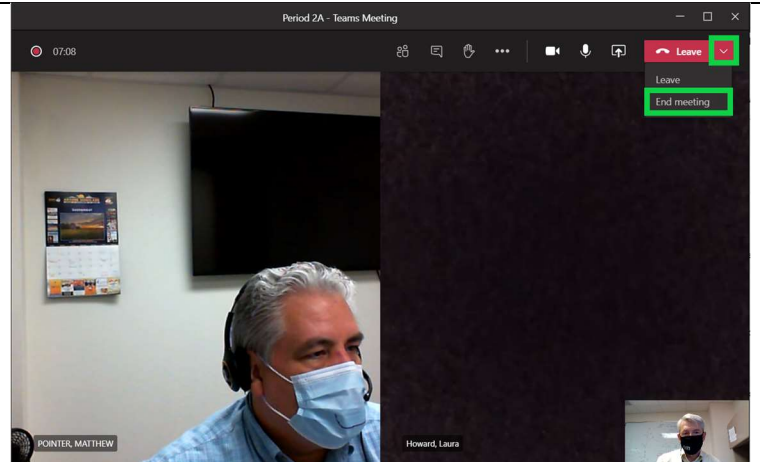 Period 2A - Teams Meeting
07:08
Leave
Leave
End meeting
POINTER, MATTHEW
Howard, Laura